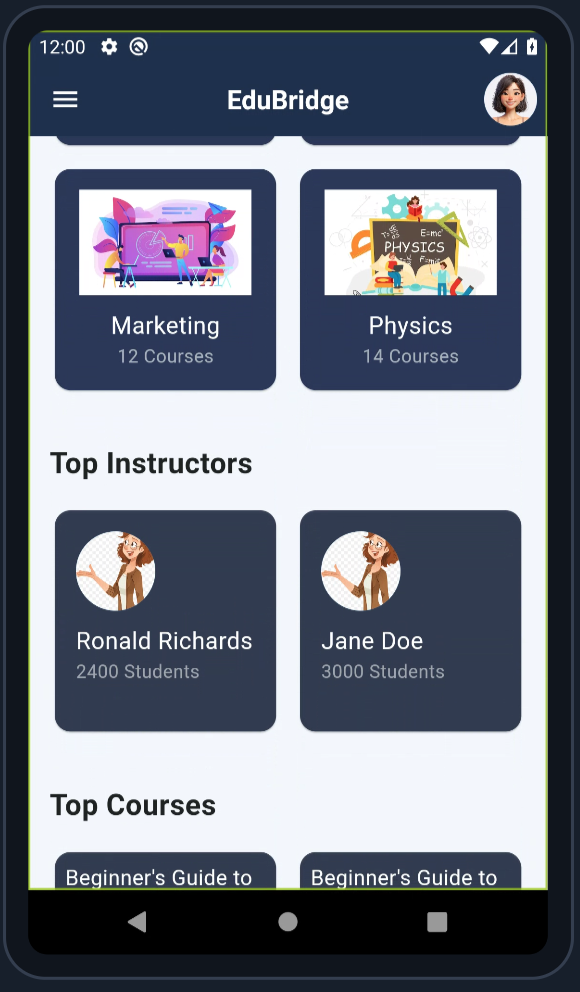 12:00
EduBridge
PHYSICS
E=mc²
Marketing
Physics
12 Courses
14 Courses
Top Instructors
Ronald Richards
Jane Doe
2400 Students
3000 Students
Top Courses
Beginner's Guide to
Beginner's Guide to